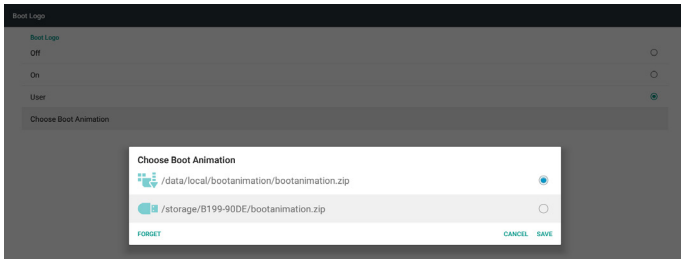 Boot Logo
Boot Logo
Off
On
User
Choose Boot Animation
Choose Boot Animation
/data/local/bootanimation/bootanimation.zip
/storage/B199-90DE/bootanimation.zip
FORGET CANCEL SAVE